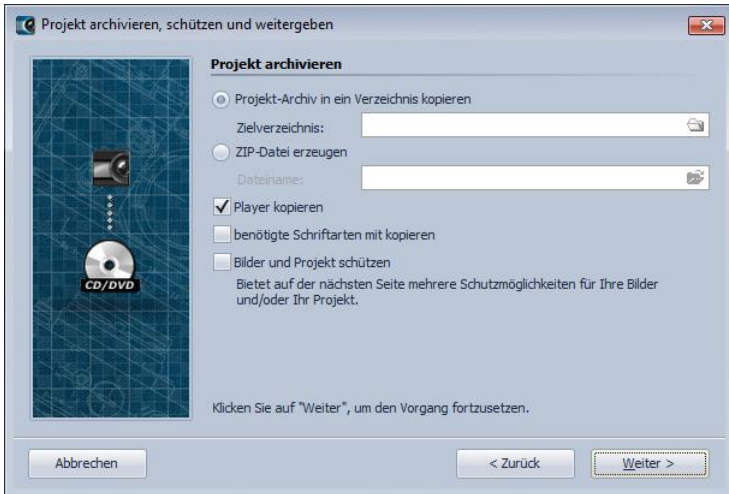 Projekt archivieren, schützen und weitergeben
Projekt archivieren
Projekt-Archiv in ein Verzeichnis kopieren
Zielverzeichnis:
ZIP-Datei erzeugen
Dateiname:
Player kopieren
benötigte Schriftarten mit kopieren
Bilder und Projekt schützen
Bietet auf der nächsten Seite mehrere Schutzmöglichkeiten für Ihre Bilder
und/oder Ihr Projekt.
CD/DVD
Klicken Sie auf "Weiter", um den Vorgang fortzusetzen.
Abbrechen
< Zurück
Weiter >